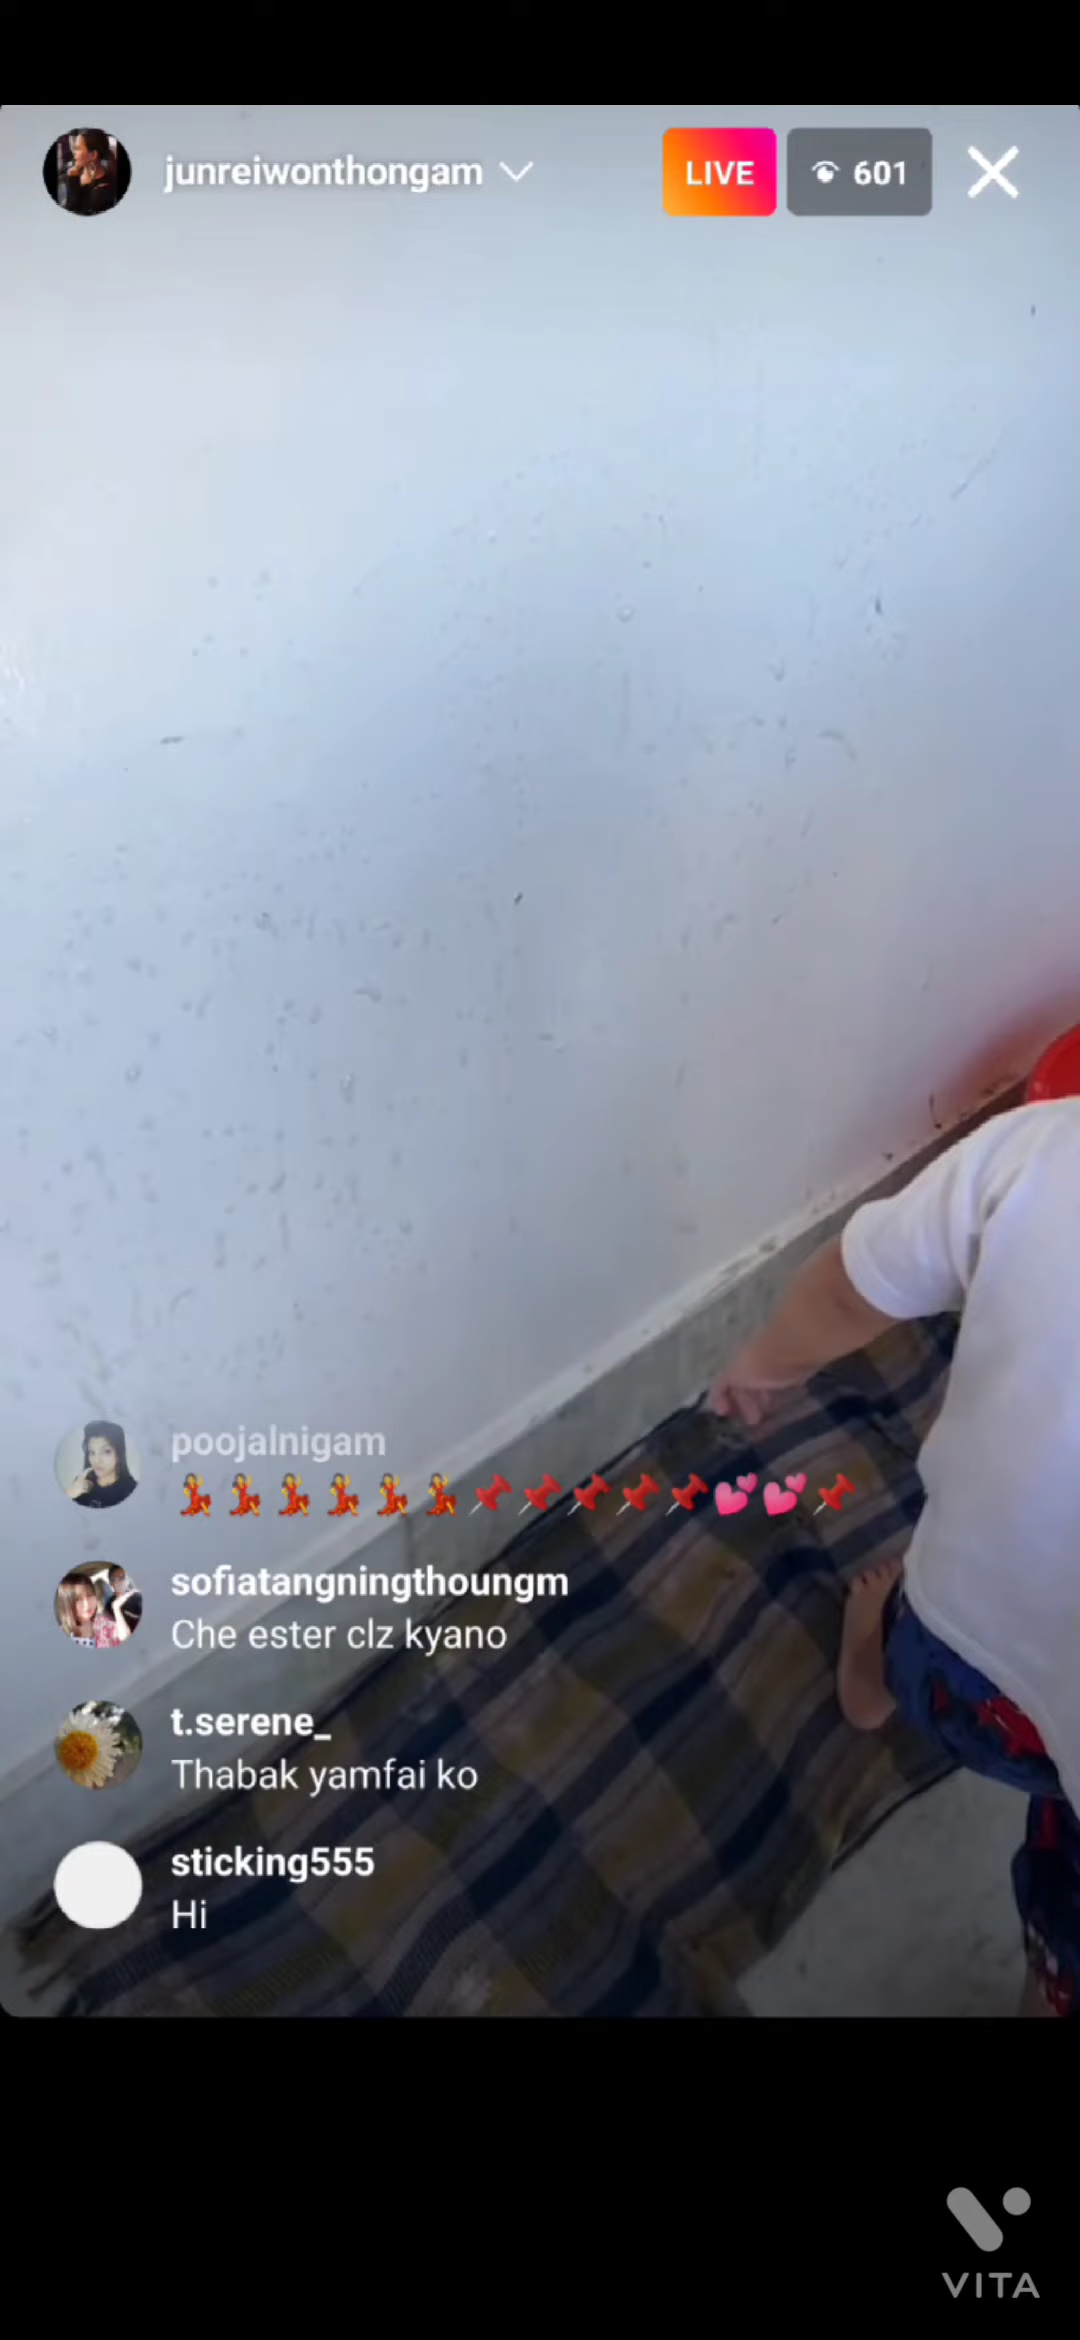 junreiwonthongam
LIVE
601
poojalnigam
💃💃💃💃💃💃📌📌📌📌📌💕💕📌
sofiatangningthoungm
Che ester clz kyano
t.serene_
Thabak yamfai ko
sticking555
Hi
VITA